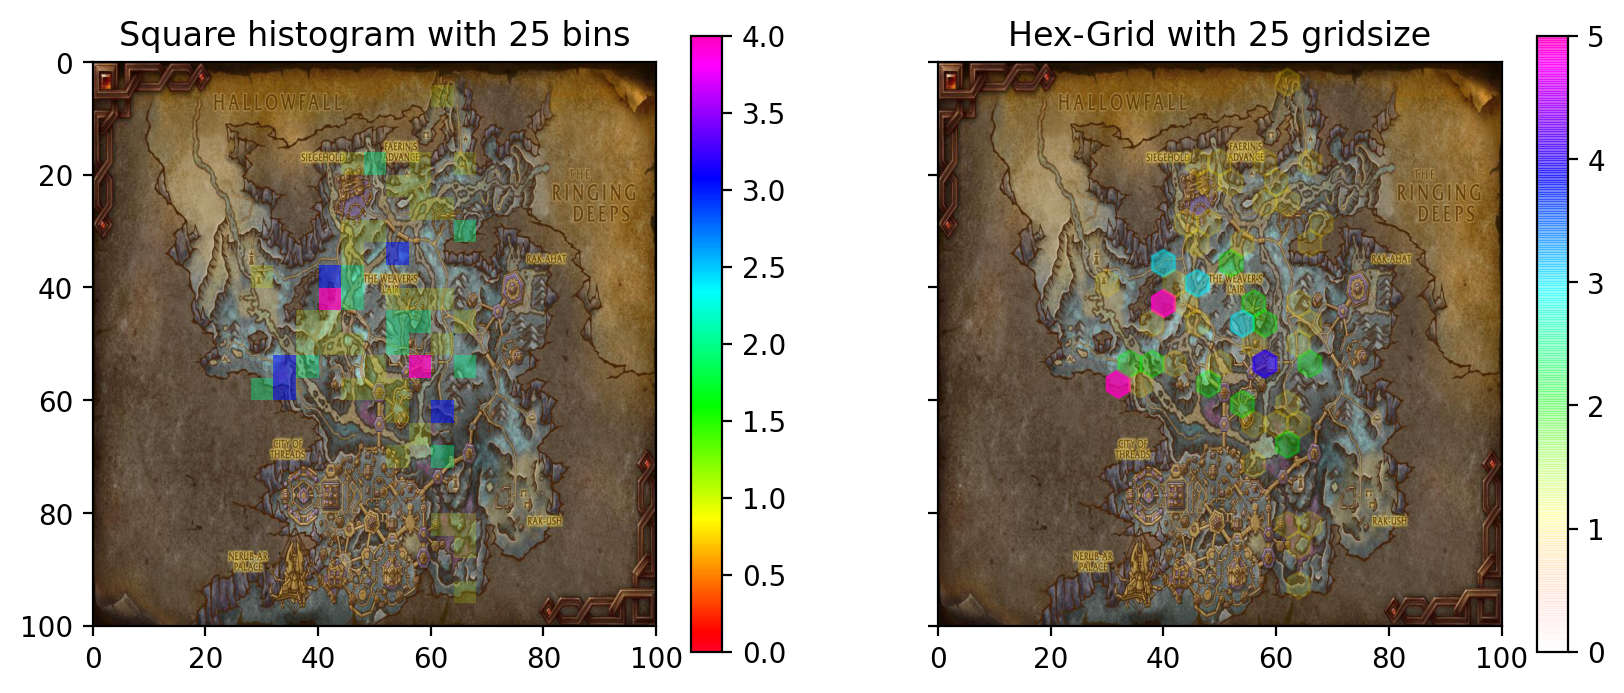 Square histogram with 25 bins
0
20
40
60
80
100
0
20
40
60
80
100
HALLOWFALL
SIEGEHOLD
FAERIN'S
ADVANCE
THE
RINGING
DEEPS
RAK-AHAT
THE WEAVER'S
LAIR
CITY OF
THREADS
RAK-USH
NERUB-AR
PALACE
4.0
3.5
3.0
2.5
2.0
1.5
1.0
0.5
0.0
Hex-Grid with 25 gridsize
0
20
40
60
80
100
HALLOWFALL
SIEGEHOLD
FAERIN'S
ADVANCE
THE
RINGING
DEEPS
RAK-AHAT
THE WEAVER'S
LAIR
CITY OF
THREADS
RAK-USH
NERUB-AR
PALACE
5
4
3
2
1
0